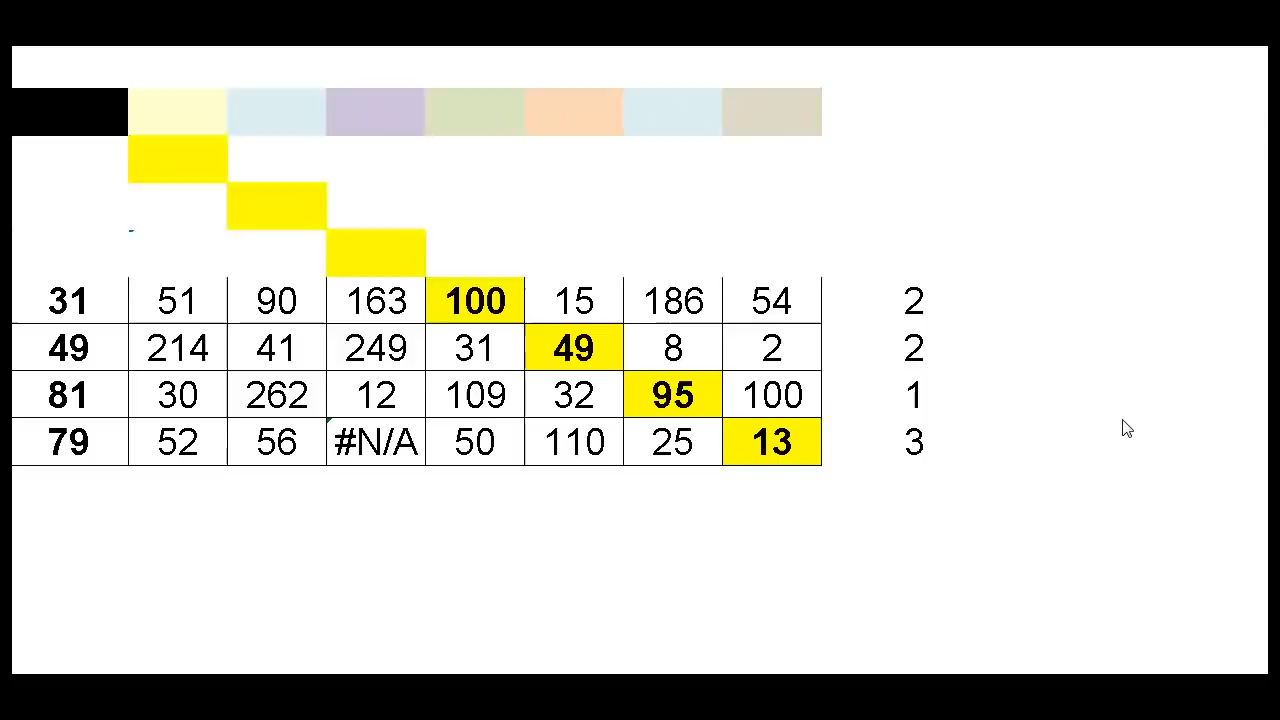 31 51 90 163 100 15 186 54 2
49 214 41 249 31 49 8 2 2
81 30 262 12 109 32 95 100 1
79 52 56 #N/A 50 110 25 13 3